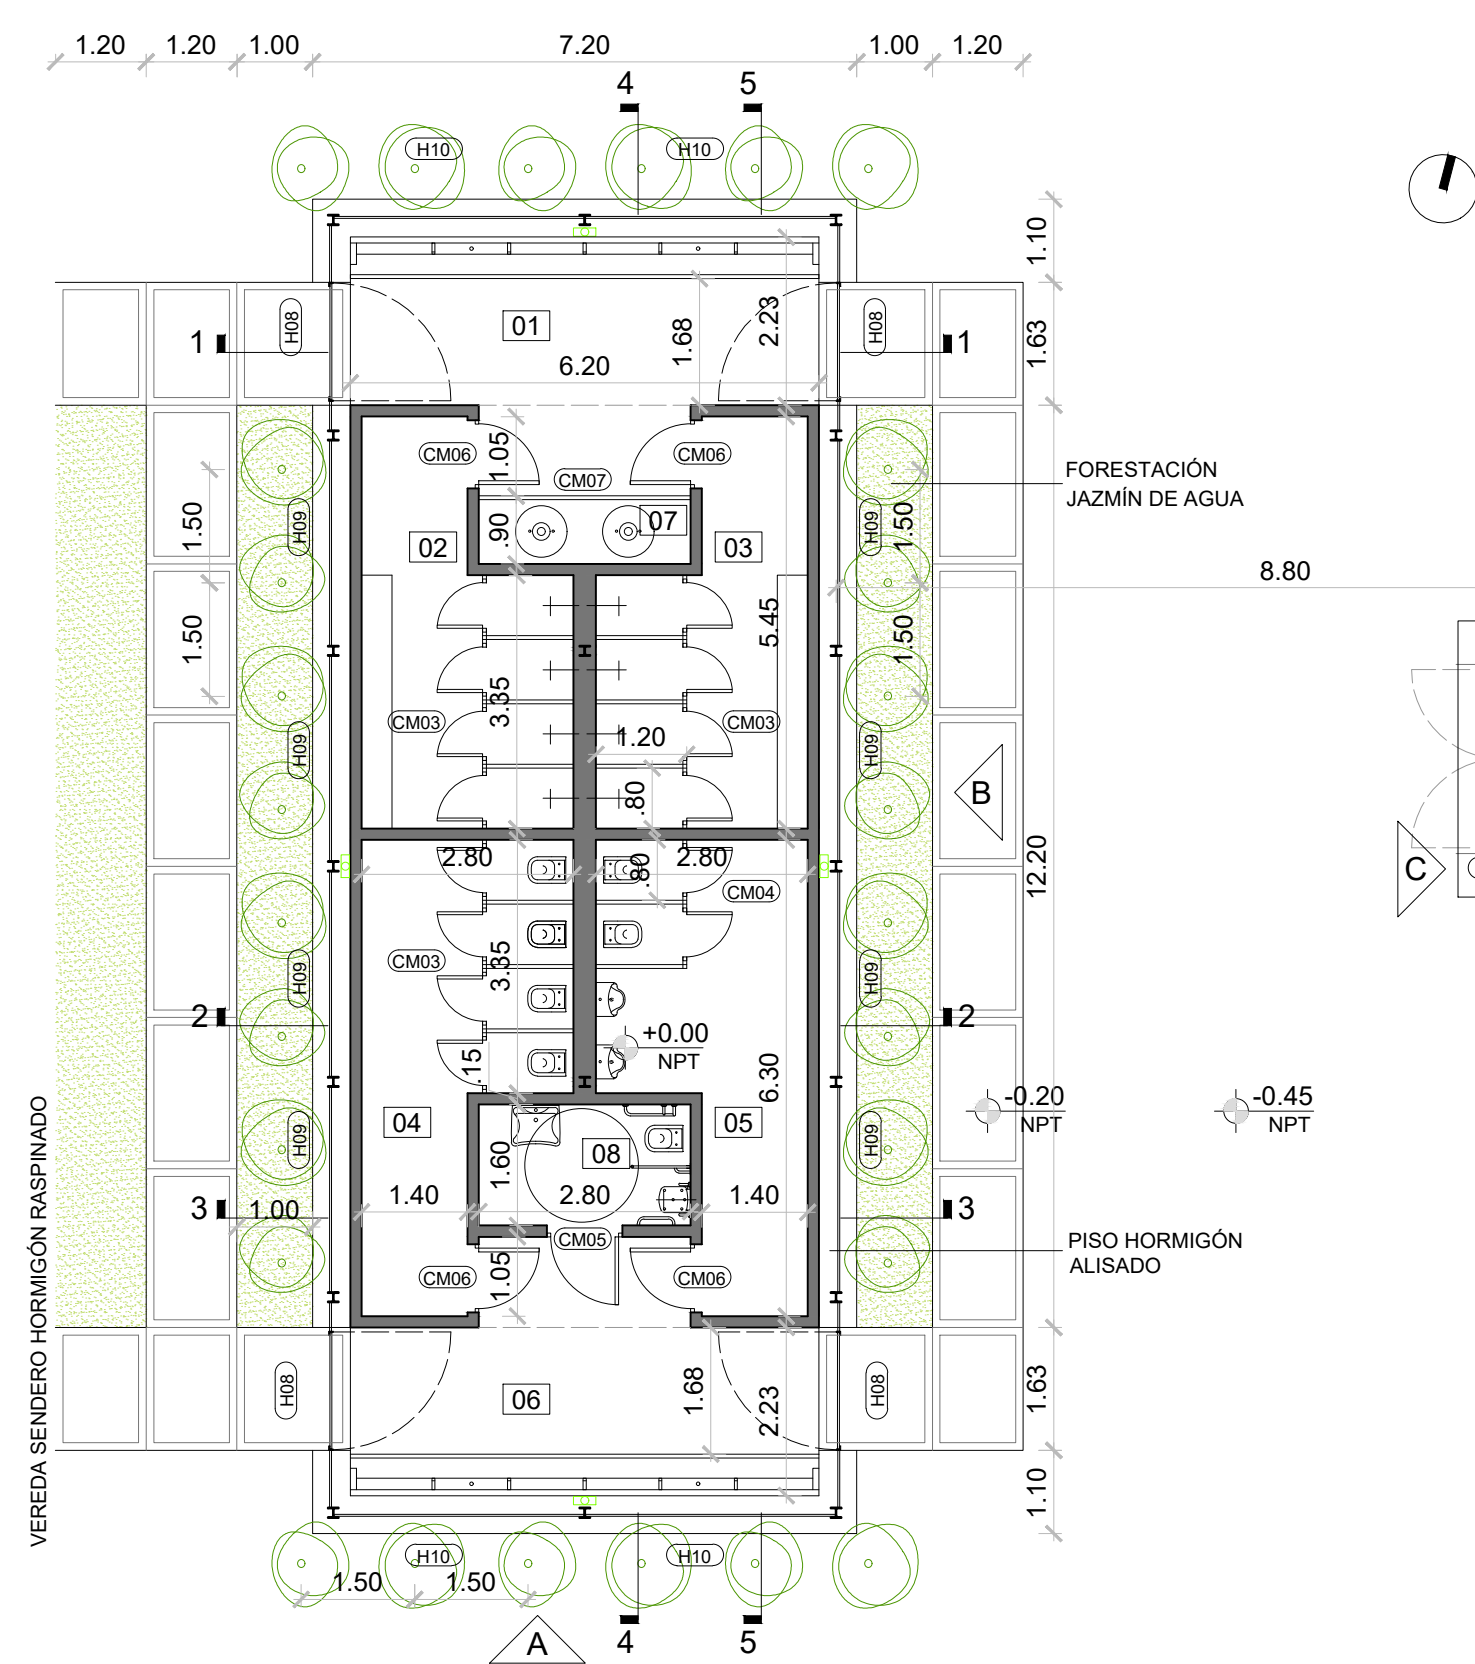 1.20 1.20 1.00 7.20 1.00 1.20
4 5
H10 H10
1.10
H08 01 H08
1 1.68 2.23 1 1.63
6.20
CM06 1.05 CM06
CM07
FORESTACIÓN
JAZMÍN DE AGUA
1.50 H09 .90 07 H09 1.50
02 03
8.80
1.50 5.45 1.50
3.35
CM03 CM03
1.20
H09 .80 H09
B
2.80 .80 2.80 12.20
C
CM04
CM03 3.35
H09 H09
2 2
+0.00
NPT
.15 6.30
-0.20
NPT
-0.45
NPT
04 05
H09 1.60 08 H09
1.40 2.80 1.40
3 1.00 3
CM05
PISO HORMIGÓN
ALISADO
CM06 1.05 CM06
VEREDA SENDERO HORMIGÓN RASPINADO
H08 06 1.68 2.23 H08 1.63
1.10
H10 H10
1.50 1.50
A 4 5